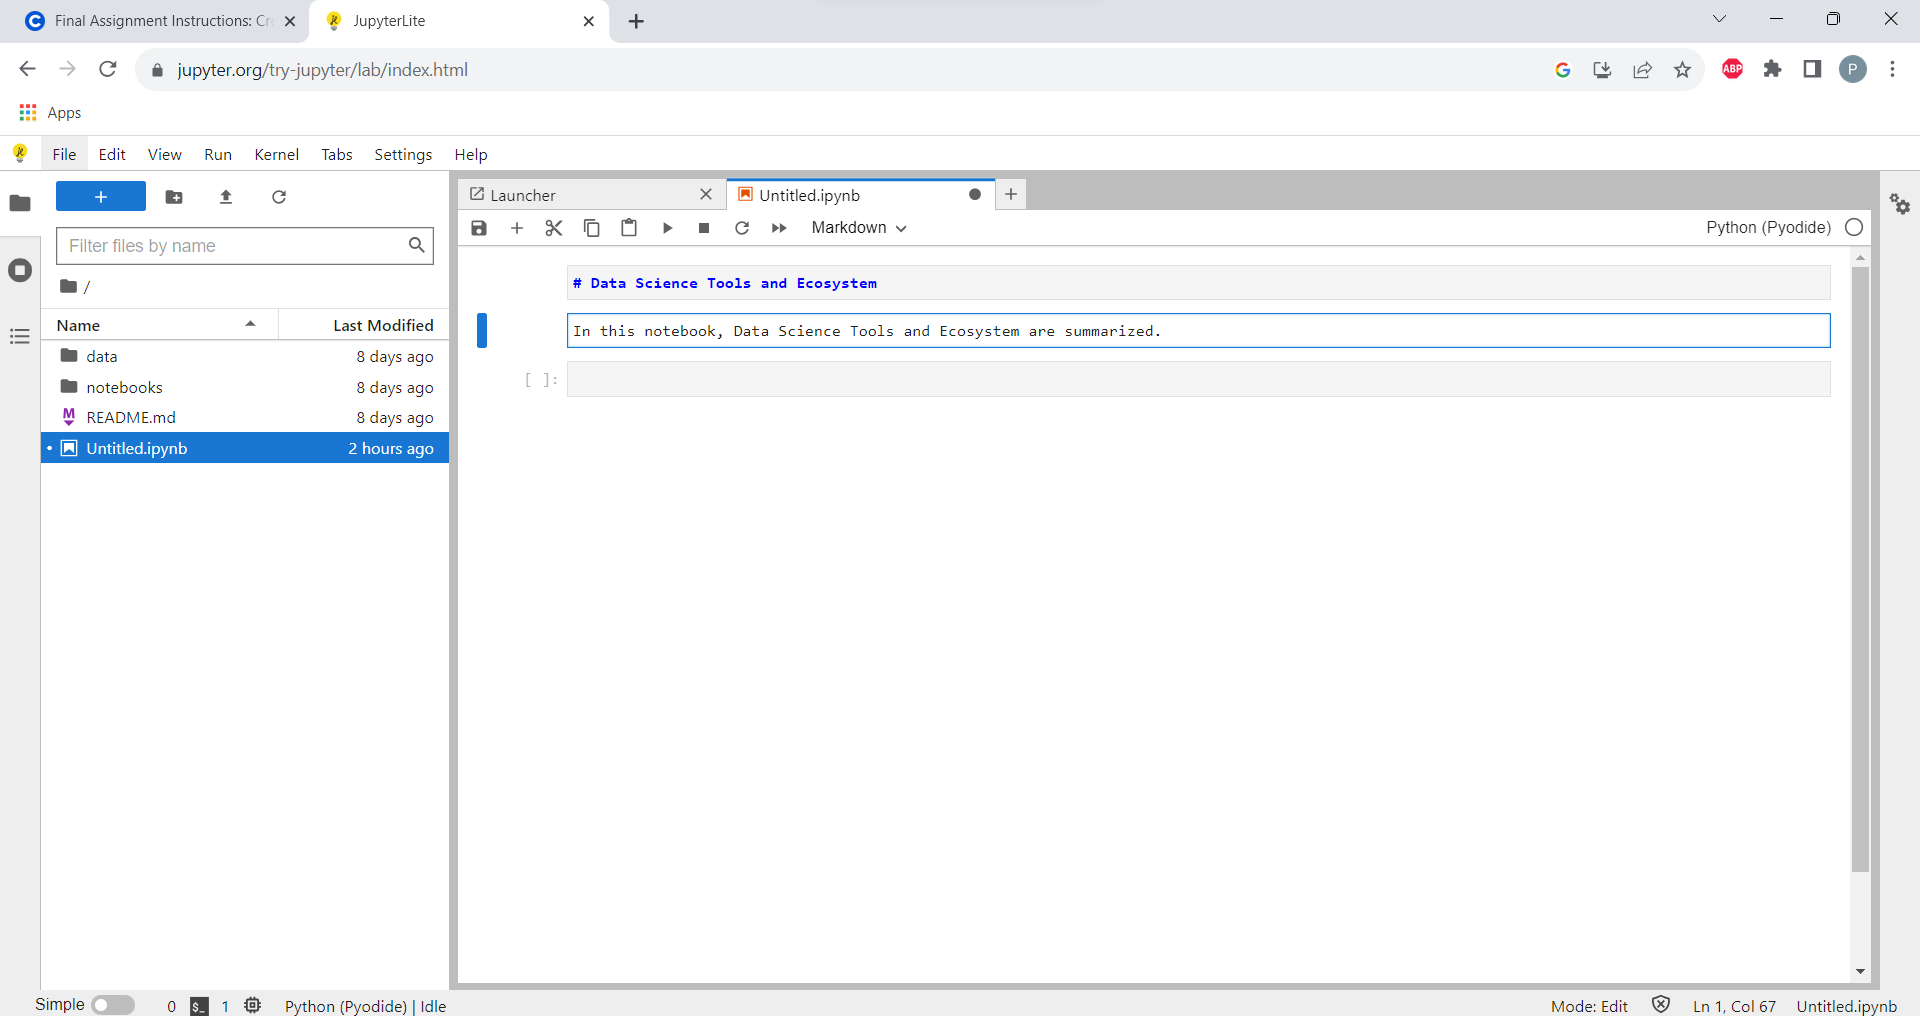 Final Assignment Instructions: Cr
JupyterLite
jupyter.org/try-jupyter/lab/index.html
ABP
P
Apps
File Edit View Run Kernel Tabs Settings Help
Launcher
Untitled.ipynb
Filter files by name
Markdown
Python (Pyodide)
/
Name Last Modified
data 8 days ago
notebooks 8 days ago
README.md 8 days ago
Untitled.ipynb 2 hours ago
# Data Science Tools and Ecosystem
In this notebook, Data Science Tools and Ecosystem are summarized.
[ ]:
Simple 0 $_ 1 Python (Pyodide) | Idle
Mode: Edit Ln 1, Col 67 Untitled.ipynb